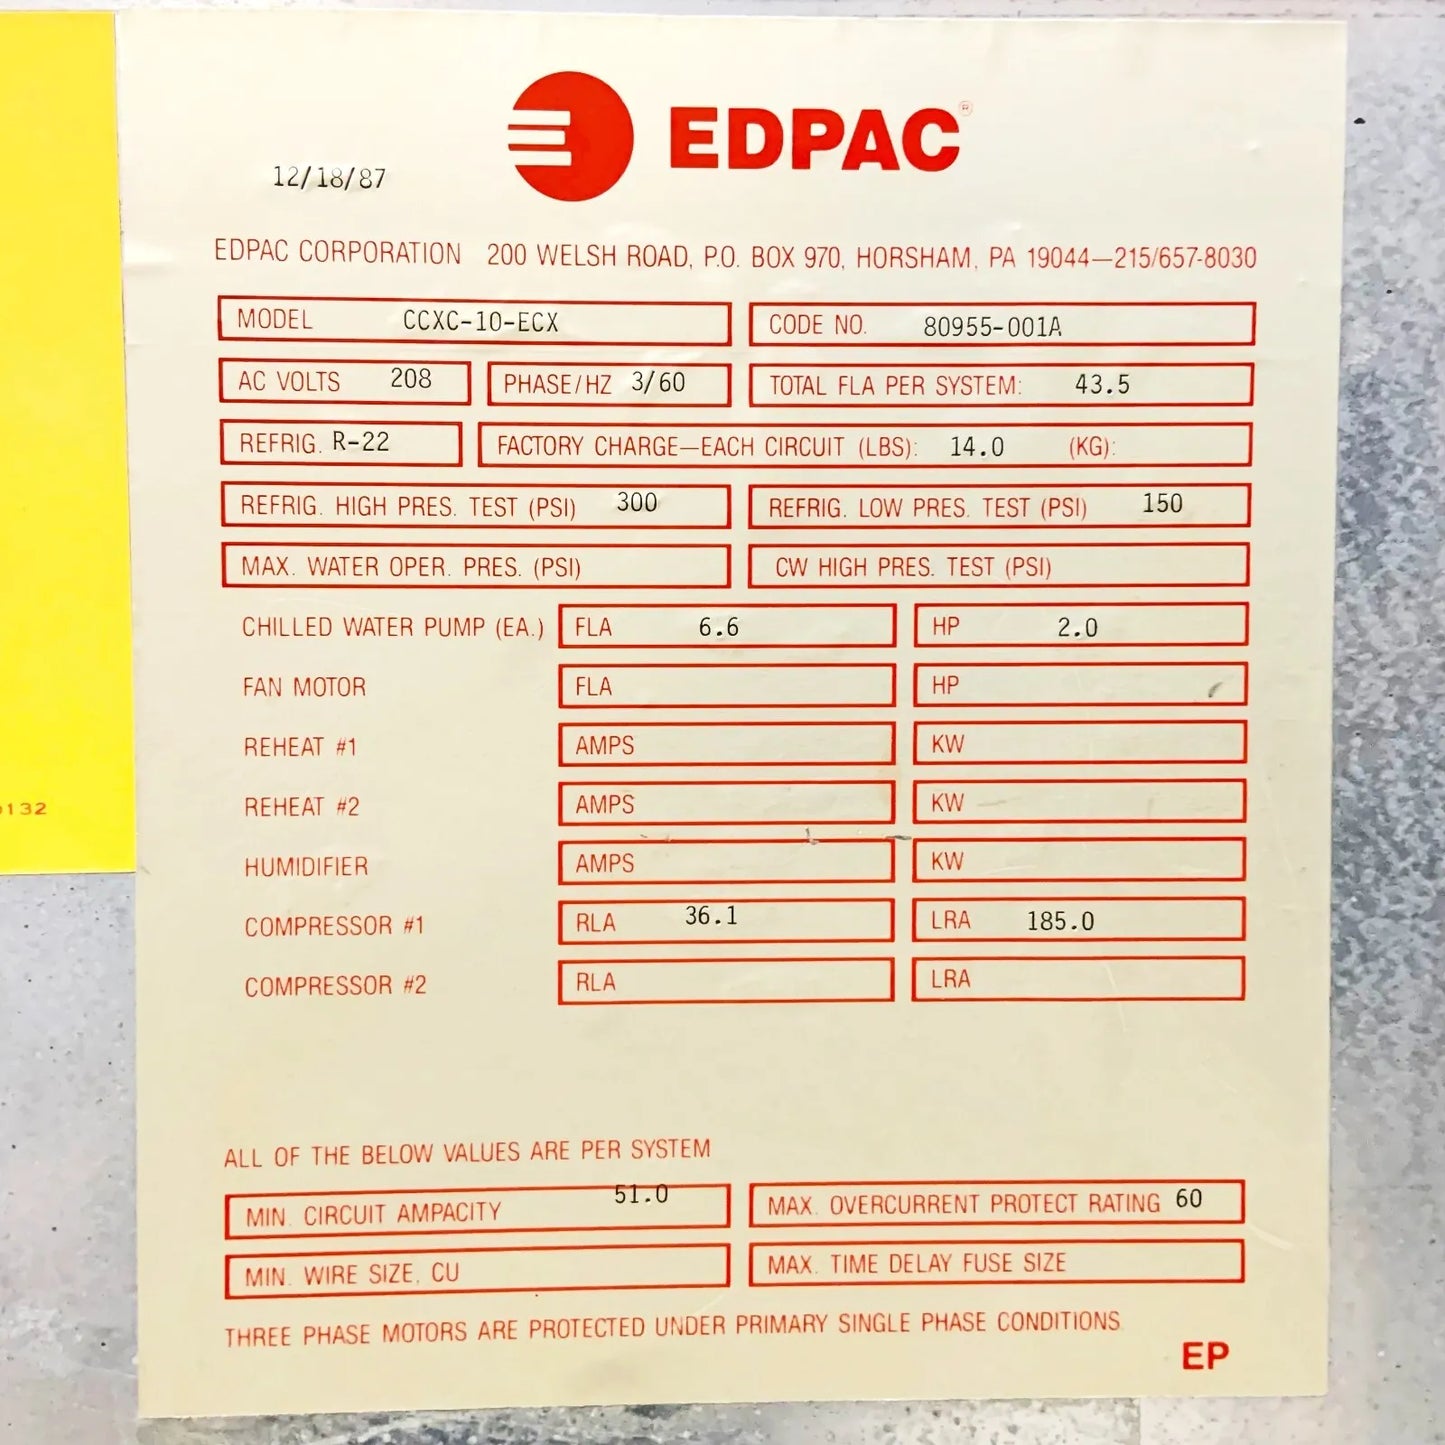 EDPAC®
12/18/87
EDPAC CORPORATION 200 WELSH ROAD, P.O. BOX 970, HORSHAM, PA 19044—215/657-8030
MODEL CCXC-10-ECX CODE NO. 80955-001A
AC VOLTS 208 PHASE/HZ 3/60 TOTAL FLA PER SYSTEM: 43.5
REFRIG. R-22 FACTORY CHARGE—EACH CIRCUIT (LBS): 14.0 (KG):
REFRIG. HIGH PRES. TEST (PSI) 300 REFRIG. LOW PRES. TEST (PSI) 150
MAX. WATER OPER. PRES. (PSI) CW HIGH PRES. TEST (PSI)
CHILLED WATER PUMP (EA.) FLA 6.6 HP 2.0
FAN MOTOR FLA HP
REHEAT #1 AMPS KW
REHEAT #2 AMPS KW
HUMIDIFIER AMPS KW
COMPRESSOR #1 RLA 36.1 LRA 185.0
COMPRESSOR #2 RLA LRA
ALL OF THE BELOW VALUES ARE PER SYSTEM
MIN. CIRCUIT AMPACITY 51.0 MAX. OVERCURRENT PROTECT RATING 60
MIN. WIRE SIZE, CU MAX. TIME DELAY FUSE SIZE
THREE PHASE MOTORS ARE PROTECTED UNDER PRIMARY SINGLE PHASE CONDITIONS.
EP